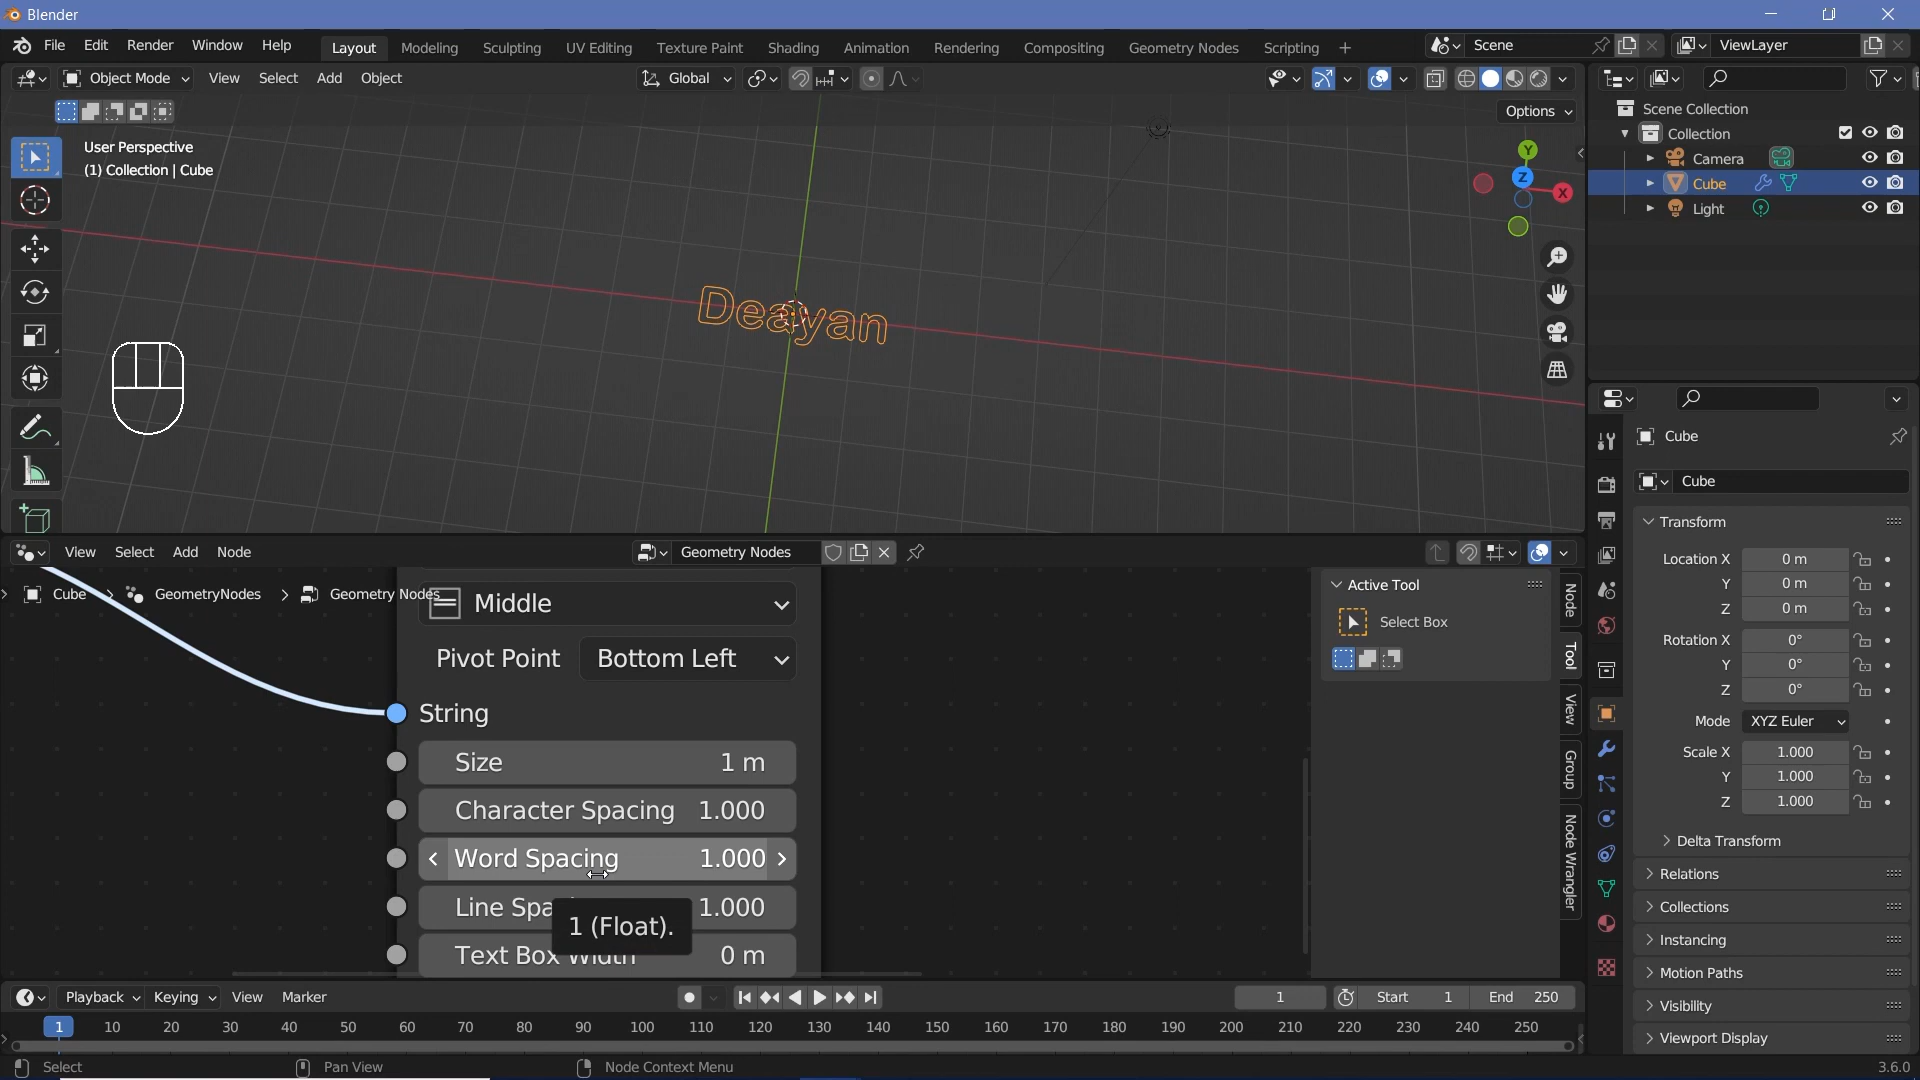 Blender
File Edit Render Window Help Layout Modeling Sculpting UV Editing Texture Paint Shading Animation Rendering Compositing Geometry Nodes Scripting + Scene ViewLayer
Object Mode View Select Add Object Global
Options
User Perspective
(1) Collection | Cube
Y
Z
X
Deayan
Scene Collection
Collection
Camera
Cube
Light
Cube
Cube
Transform
Location X 0 m
Y 0 m
Z 0 m
Rotation X 0°
Y 0°
Z 0°
Mode XYZ Euler
Scale X 1.000
Y 1.000
Z 1.000
Delta Transform
Relations
Collections
Instancing
Motion Paths
Visibility
Viewport Display
View Select Add Node Geometry Nodes
Cube > GeometryNodes > Geometry Nodes
Middle
Pivot Point Bottom Left
String
Size 1 m
Character Spacing 1.000
Word Spacing 1.000
Line Spa 1.000
1 (Float).
Text Box Width 0 m
Active Tool
Select Box
Node
Tool
View
Group
Node Wrangler
Playback Keying View Marker 1 Start 1 End 250
1 10 20 30 40 50 60 70 80 90 100 110 120 130 140 150 160 170 180 190 200 210 220 230 240 250
Select Pan View Node Context Menu 3.6.0